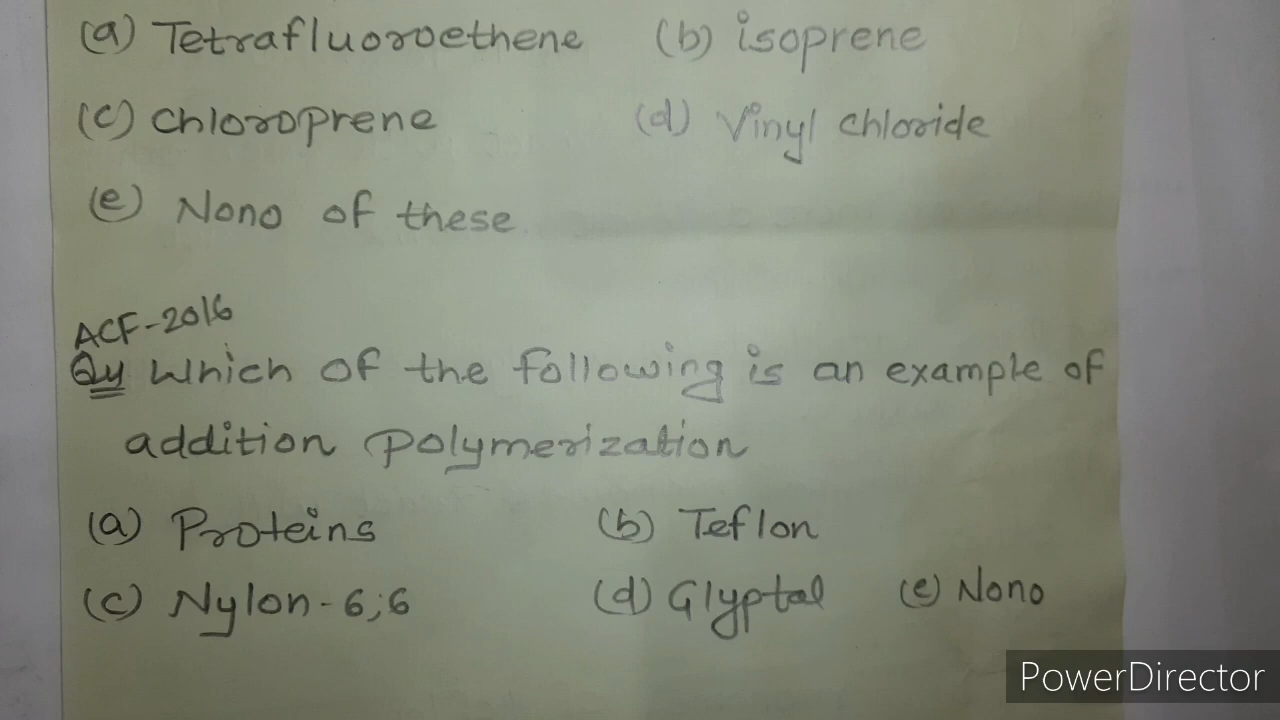 (a) Tetrafluoroethene (b) isoprene
(c) chloroprene (d) Vinyl chloride
(e) Nono of these
ACF-2016
Qy Which of the following is an example of
addition polymerization
(a) Proteins (b) Teflon
(c) Nylon-6;6 (d) Glyptal (e) Nono
PowerDirector